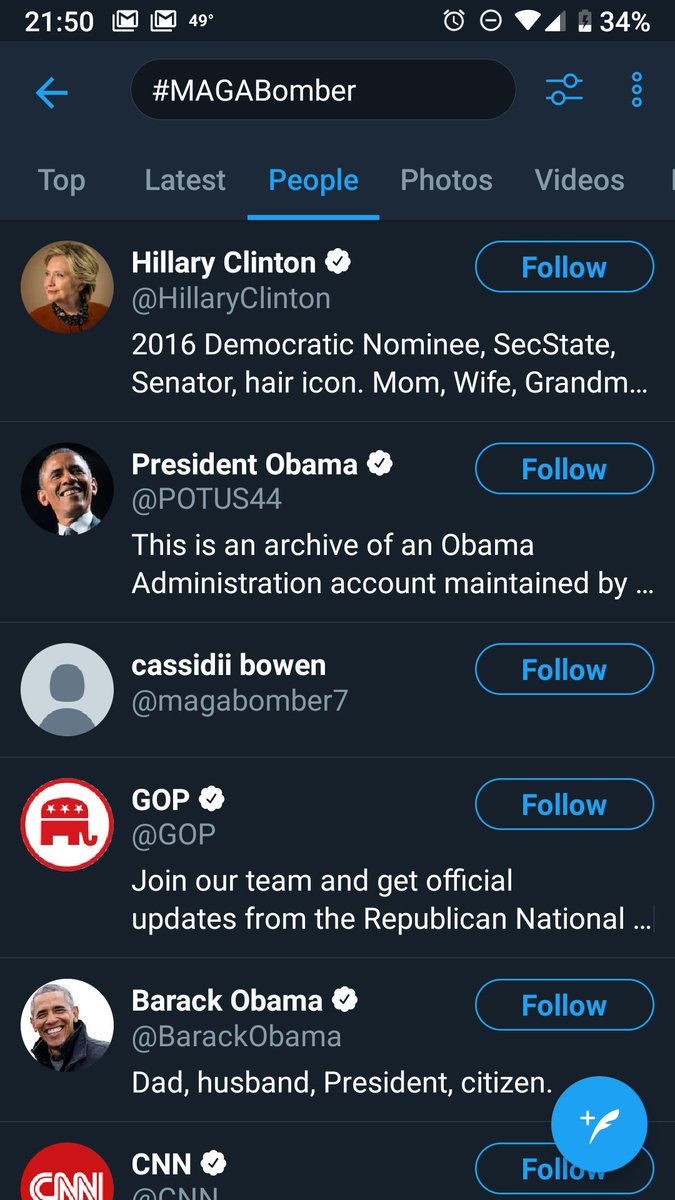 21:50 49° 34%
#MAGABomber
Top Latest People Photos Videos
Hillary Clinton Follow
@HillaryClinton
2016 Democratic Nominee, SecState,
Senator, hair icon. Mom, Wife, Grandm...
President Obama Follow
@POTUS44
This is an archive of an Obama
Administration account maintained by ...
cassidii bowen Follow
@magabomber7
GOP Follow
@GOP
Join our team and get official
updates from the Republican National ...
Barack Obama Follow
@BarackObama
Dad, husband, President, citizen.
CNN CNN Follow
@CNN